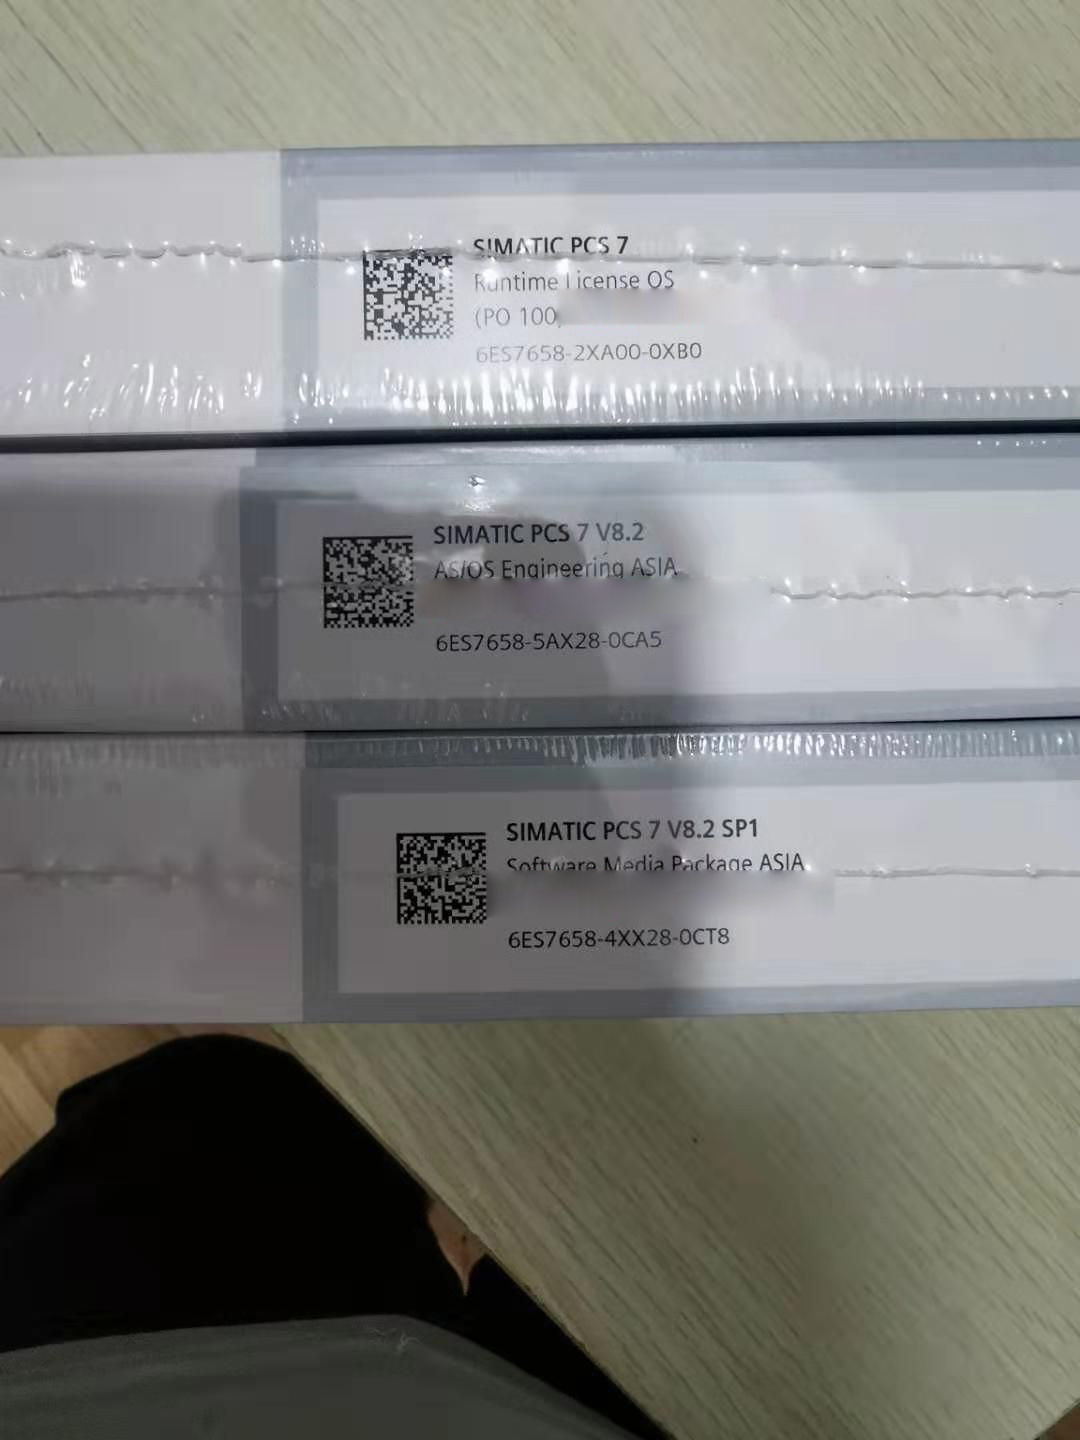 SIMATIC PCS 7
Runtime License OS
(PO 100
6ES7658-2XA00-0XB0
SIMATIC PCS 7 V8.2
AS/OS Engineering ASIA
6ES7658-5AX28-0CA5
SIMATIC PCS 7 V8.2 SP1
Software Media Package ASIA
6ES7658-4XX28-0CT8